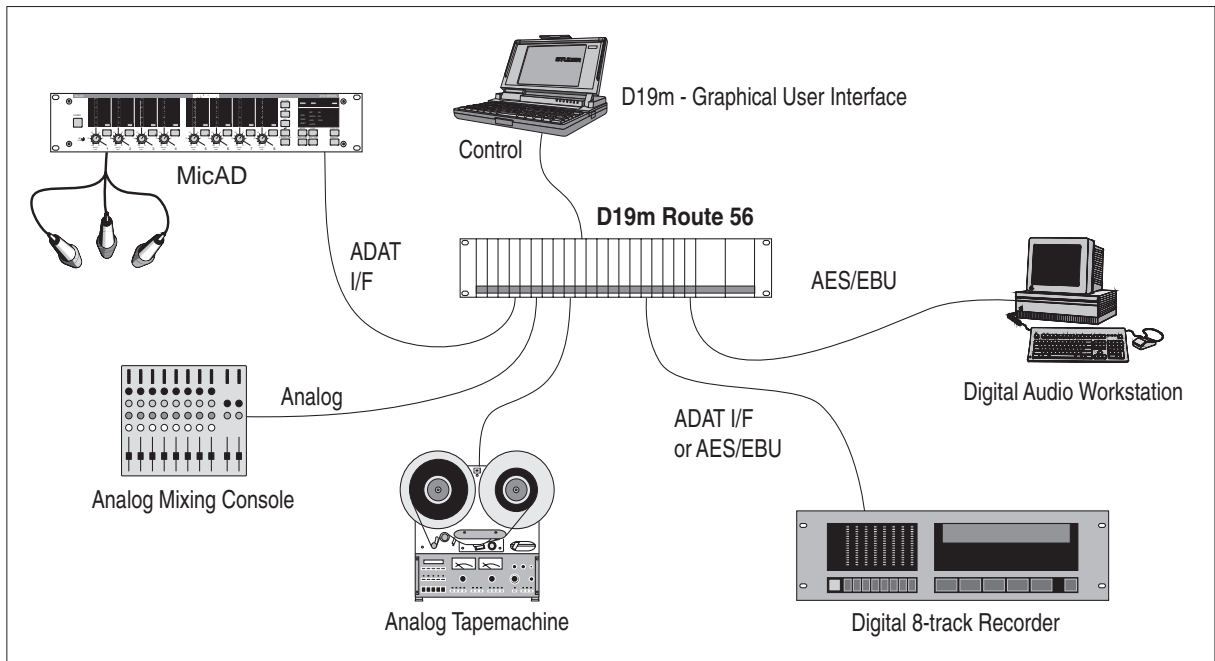 D19m - Graphical User Interface
Control
MicAD
D19m Route 56
ADAT
I/F
AES/EBU
Analog
Digital Audio Workstation
ADAT I/F
or AES/EBU
Analog Mixing Console
Analog Tapemachine
Digital 8-track Recorder